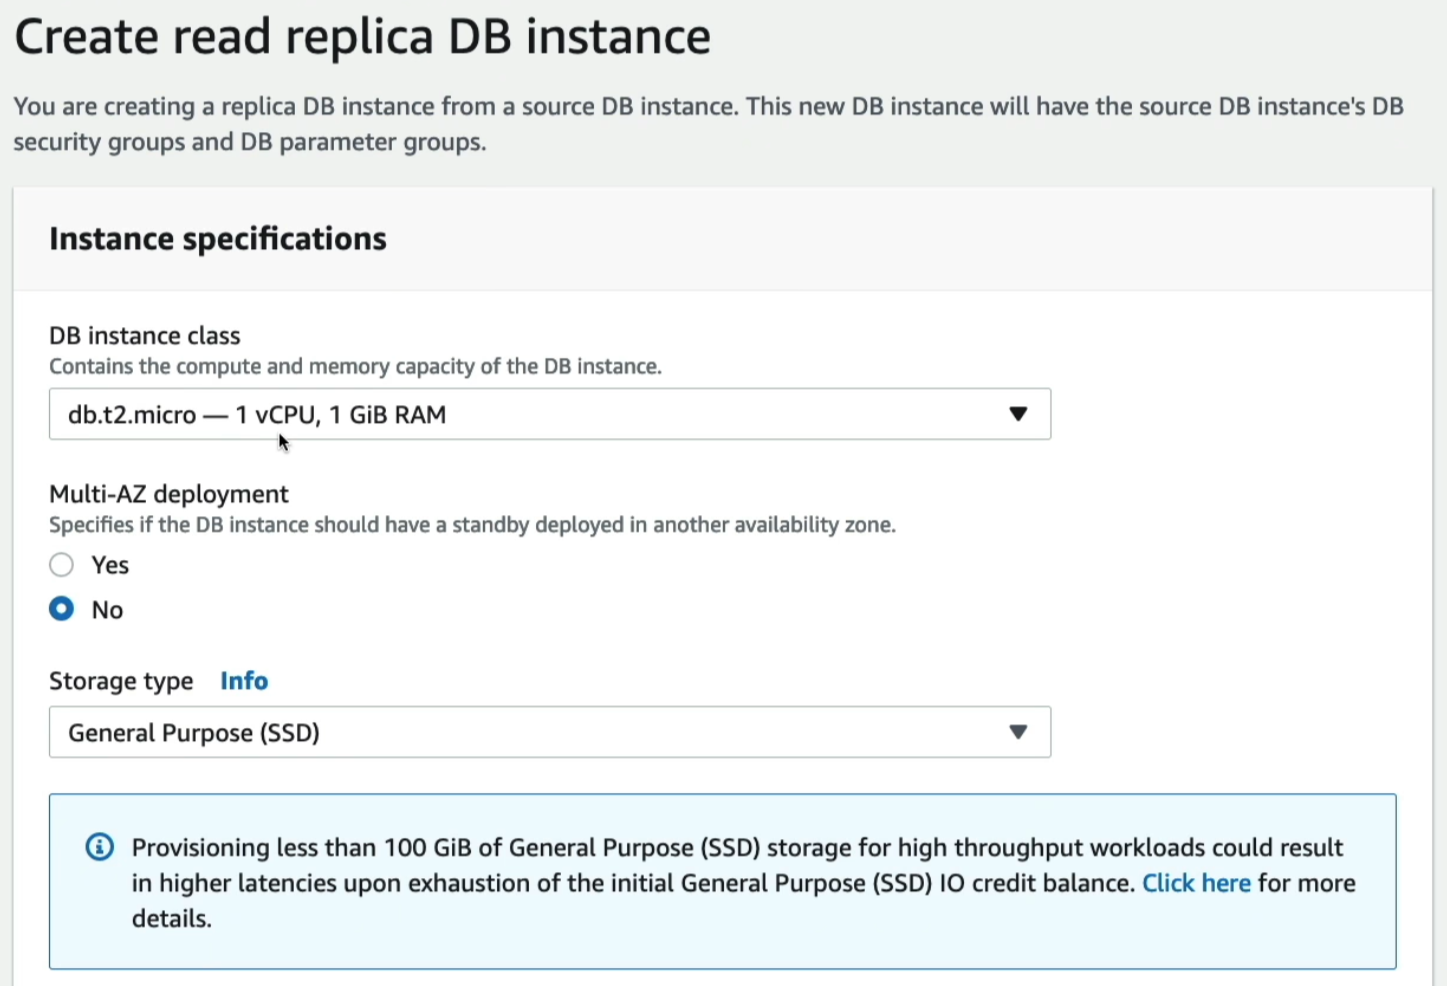 Create read replica DB instance
You are creating a replica DB instance from a source DB instance. This new DB instance will have the source DB instance's DB
security groups and DB parameter groups.
Instance specifications
DB instance class
Contains the compute and memory capacity of the DB instance.
db.t2.micro — 1 vCPU, 1 GiB RAM
Multi-AZ deployment
Specifies if the DB instance should have a standby deployed in another availability zone.
Yes
No
Storage type Info
General Purpose (SSD)
Provisioning less than 100 GiB of General Purpose (SSD) storage for high throughput workloads could result
in higher latencies upon exhaustion of the initial General Purpose (SSD) IO credit balance. Click here for more
details.